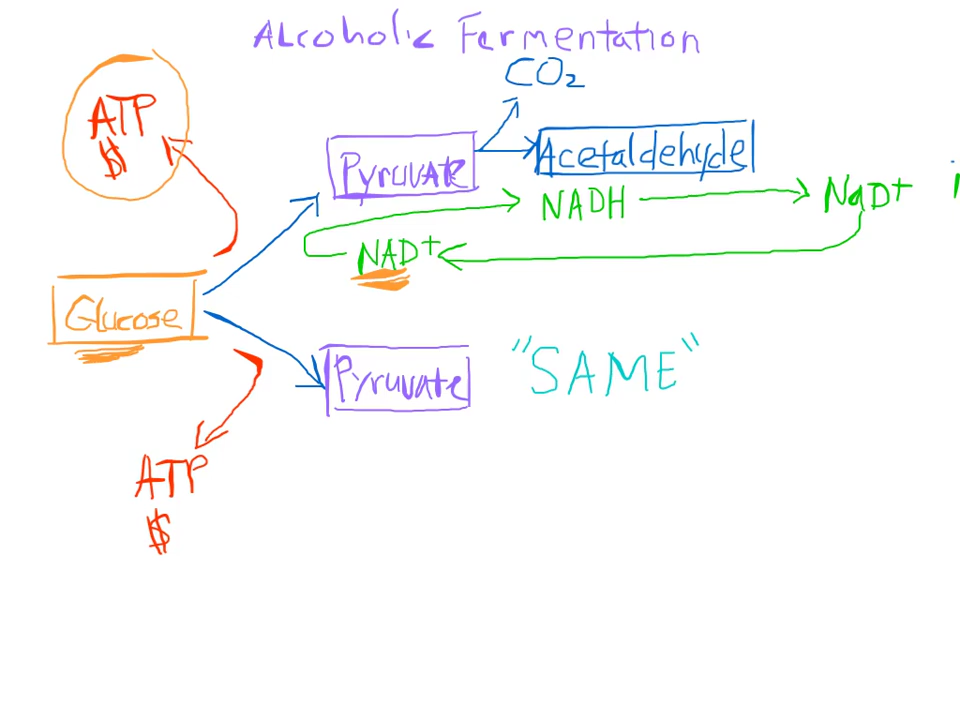 ALcoholic Fermentation
CO2
ATP
$
Pyruvate
Acetaldehyde
NADH
NaD+
NAD+
Glucose
Pyruvate
"SAME"
ATP
$